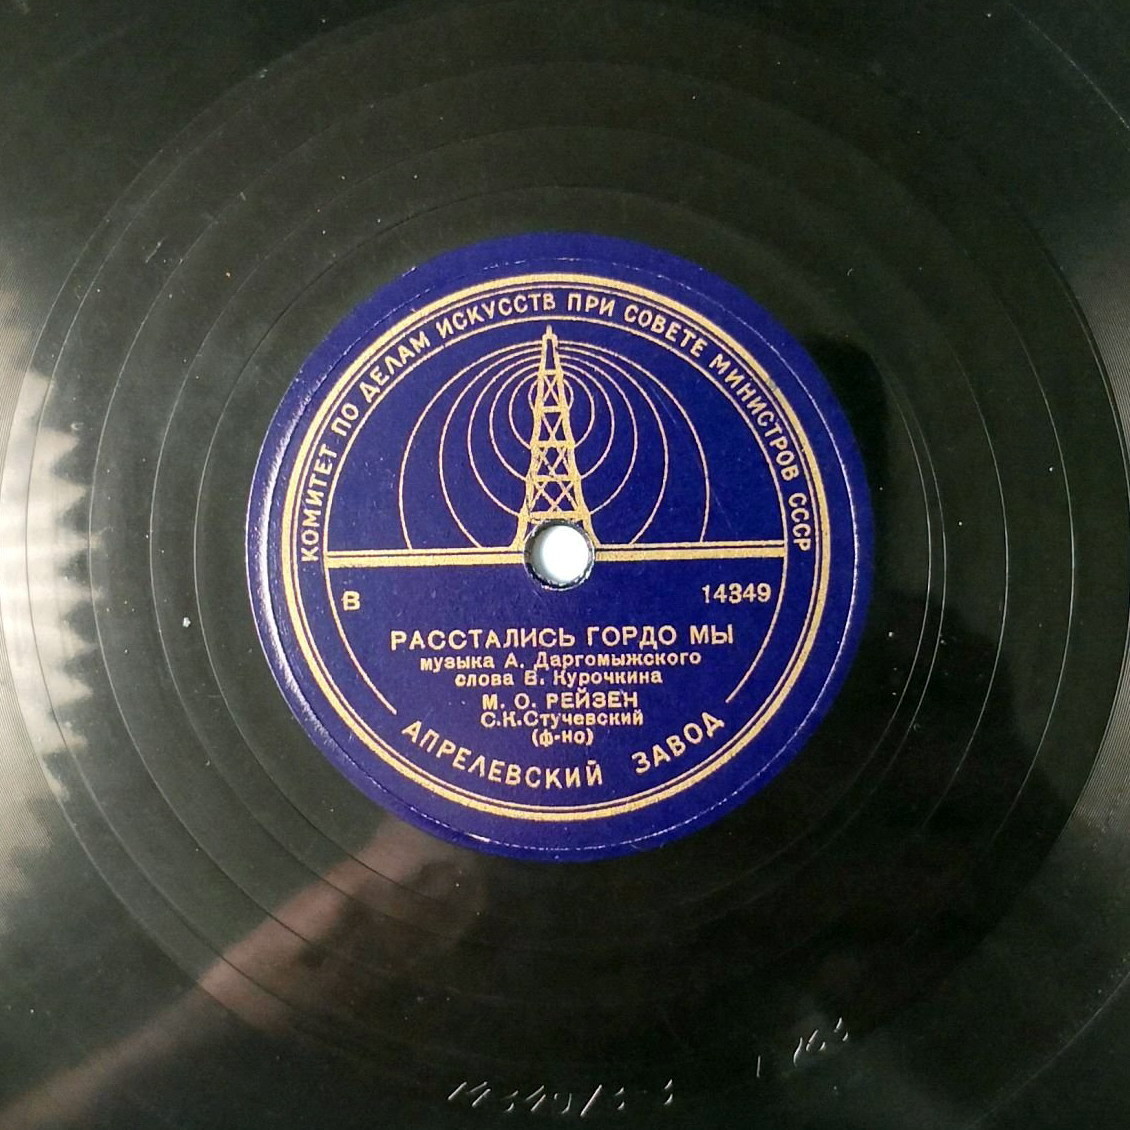 КОМИТЕТ ПО ДЕЛАМ ИСКУССТВ ПРИ СОВЕТЕ МИНИСТРОВ СССР
В 14349
РАССТАЛИСЬ ГОРДО МЫ
музыка А. Даргомыжского
слова В. Курочкина
М. О. РЕЙЗЕН
С.К.Стучевский
(ф-но)
АПРЕЛЕВСКИЙ ЗАВОД